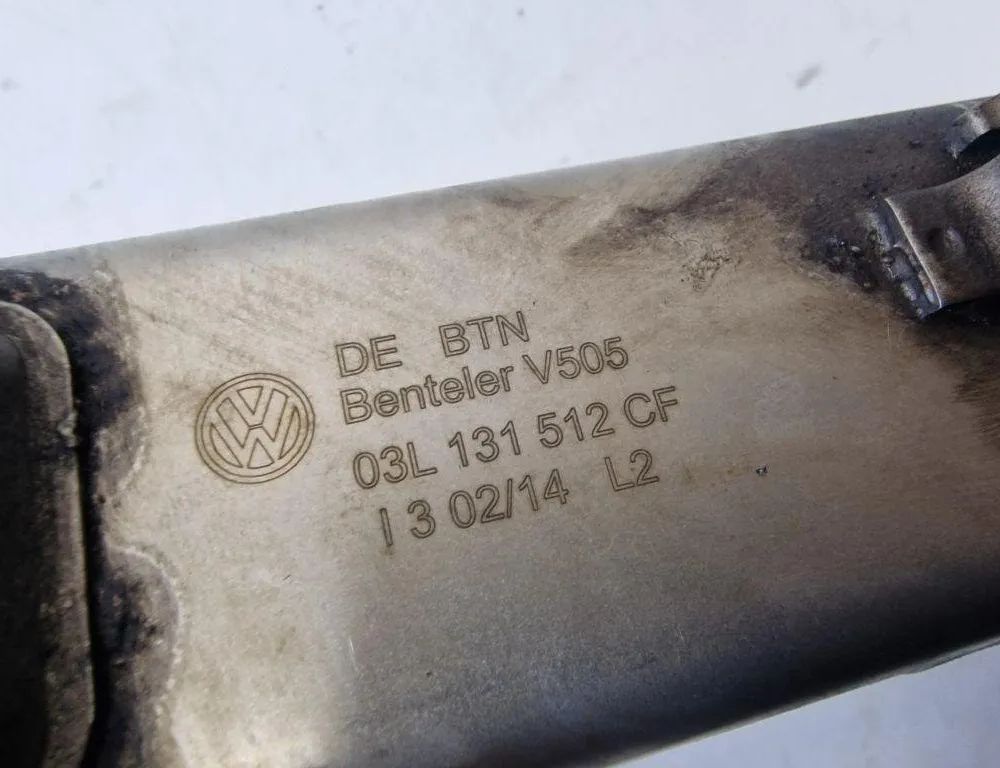 DE BTN
Benteler V505
03L 131 512 CF
I 3 02/14 L2